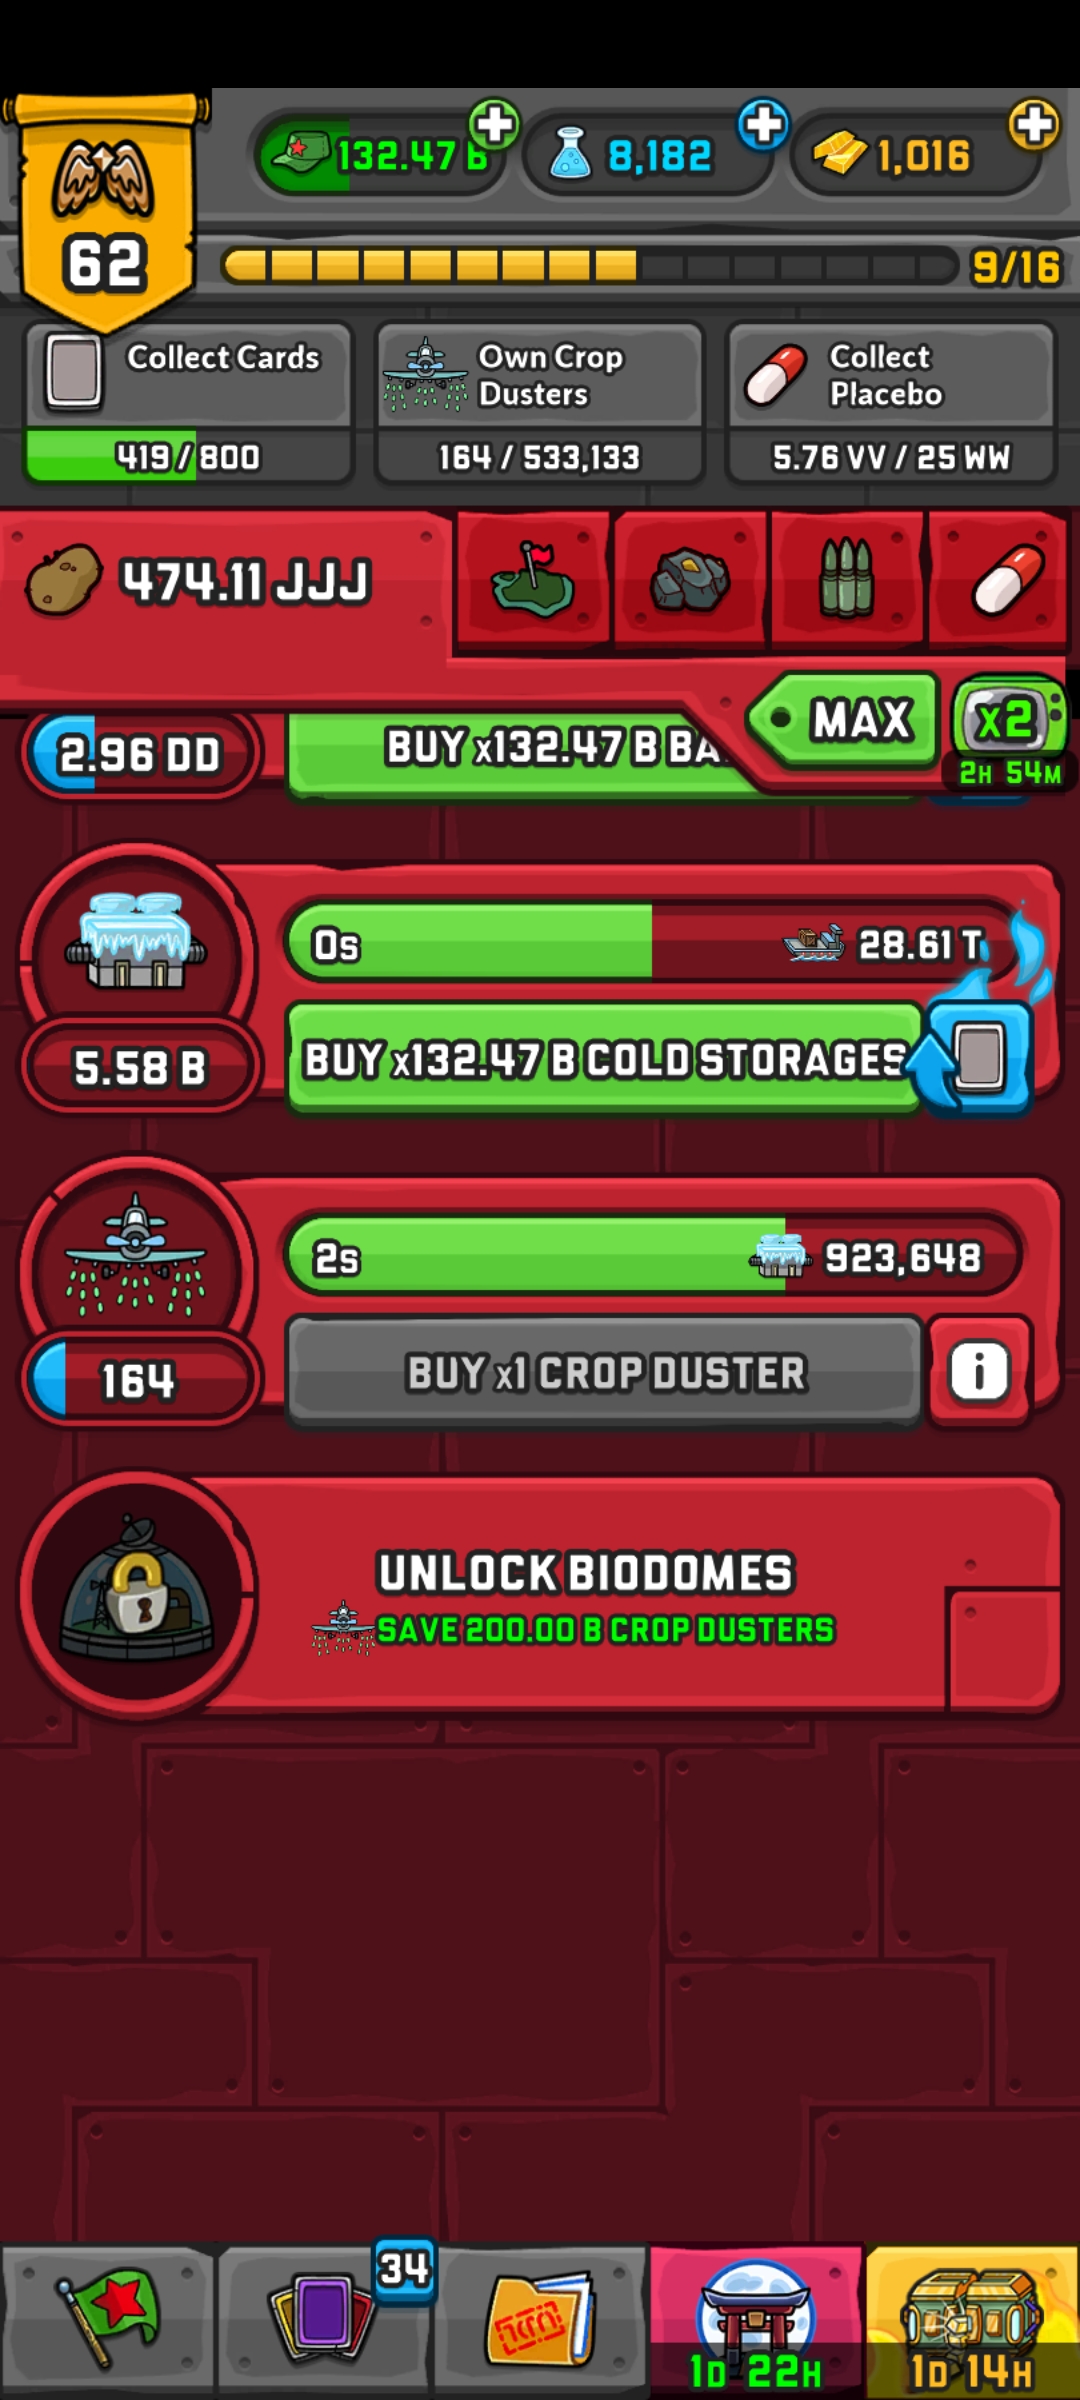 132.47 B
8,182
1,016
62
9/16
Collect Cards
419 / 800
Own Crop
Dusters
164 / 533,133
Collect
Placebo
5.76 VV / 25 WW
474.11 JJJ
MAX
x2
2H 54M
2.96 DD
BUY x132.47 B BA
0s
28.61 T
5.58 B
BUY x132.47 B COLD STORAGES
2s
923,648
164
BUY x1 CROP DUSTER
i
UNLOCK BIODOMES
SAVE 200.00 B CROP DUSTERS
34
1D 22H
1D 14H